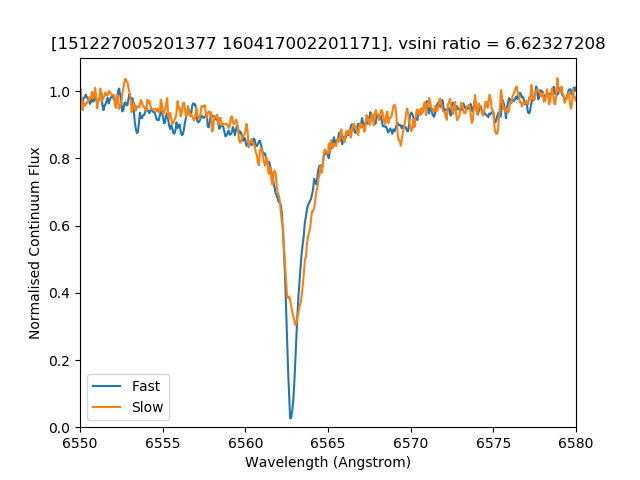 [151227005201377 160417002201171]. vsini ratio = 6.62327208
Normalised Continuum Flux
1.0
0.8
0.6
0.4
0.2
0.0
Fast
Slow
6550 6555 6560 6565 6570 6575 6580
Wavelength (Angstrom)